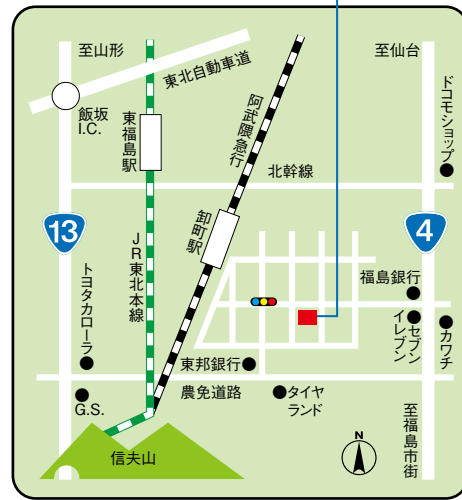 至山形
至仙台
東北自動車道
飯坂
I.C.
東福島駅
阿武隈急行
ドコモショップ
北幹線
13
4
卸町駅
JR東北本線
トヨタカローラ
福島銀行
セブン
イレブン
カワチ
東邦銀行
農免道路
タイヤ
ランド
G.S.
信夫山
至福島市街
N